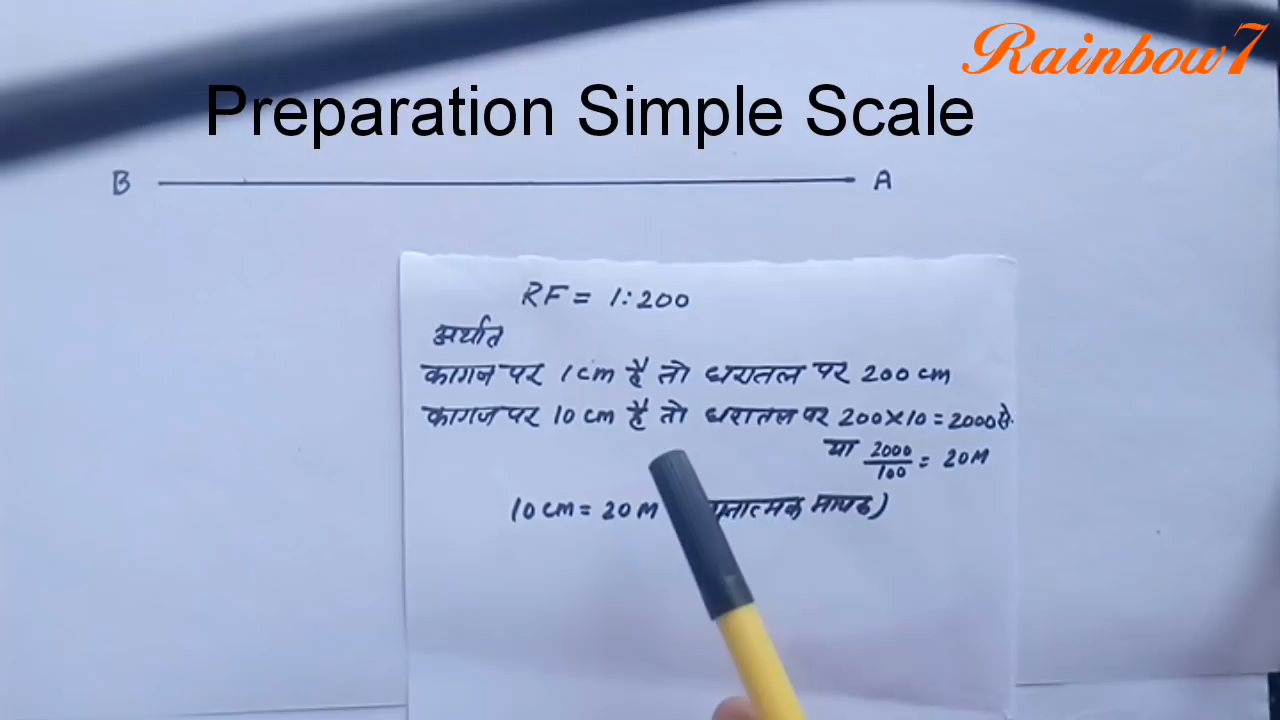 Rainbow7
Preparation Simple Scale
B A
RF = 1:200
अर्थात
कागज पर 1cm है तो धरातल पर 200 cm
कागज पर 10 cm है तो धरातल पर 200×10=2000से.
या 2000/100 = 20M
10 cm = 20 M मापक)